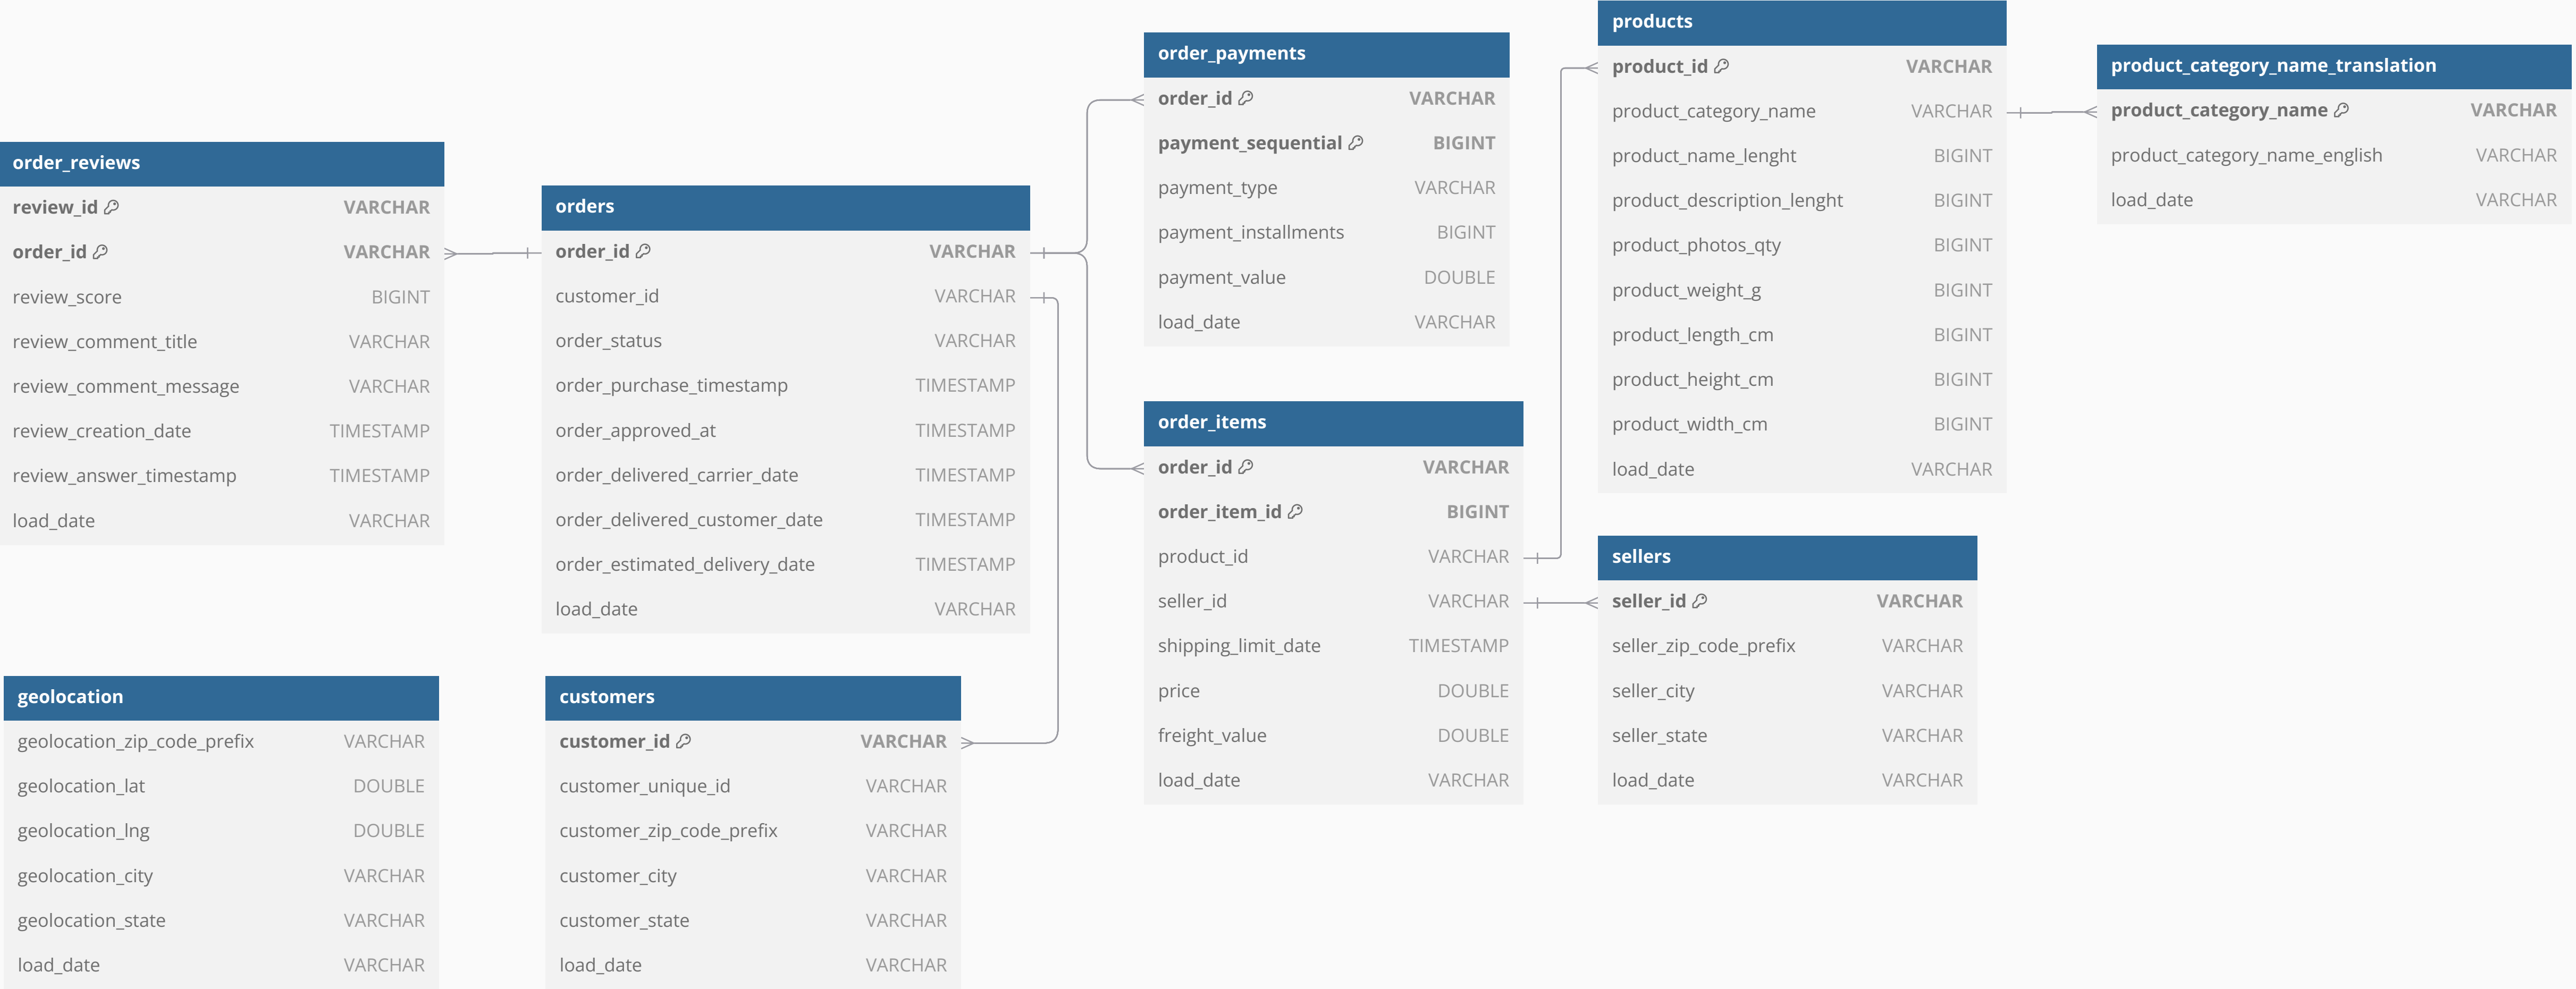 order_reviews
review_id VARCHAR
order_id VARCHAR
review_score BIGINT
review_comment_title VARCHAR
review_comment_message VARCHAR
review_creation_date TIMESTAMP
review_answer_timestamp TIMESTAMP
load_date VARCHAR
geolocation
geolocation_zip_code_prefix VARCHAR
geolocation_lat DOUBLE
geolocation_lng DOUBLE
geolocation_city VARCHAR
geolocation_state VARCHAR
load_date VARCHAR
orders
order_id VARCHAR
customer_id VARCHAR
order_status VARCHAR
order_purchase_timestamp TIMESTAMP
order_approved_at TIMESTAMP
order_delivered_carrier_date TIMESTAMP
order_delivered_customer_date TIMESTAMP
order_estimated_delivery_date TIMESTAMP
load_date VARCHAR
customers
customer_id VARCHAR
customer_unique_id VARCHAR
customer_zip_code_prefix VARCHAR
customer_city VARCHAR
customer_state VARCHAR
load_date VARCHAR
order_payments
order_id VARCHAR
payment_sequential BIGINT
payment_type VARCHAR
payment_installments BIGINT
payment_value DOUBLE
load_date VARCHAR
order_items
order_id VARCHAR
order_item_id BIGINT
product_id VARCHAR
seller_id VARCHAR
shipping_limit_date TIMESTAMP
price DOUBLE
freight_value DOUBLE
load_date VARCHAR
products
product_id VARCHAR
product_category_name VARCHAR
product_name_lenght BIGINT
product_description_lenght BIGINT
product_photos_qty BIGINT
product_weight_g BIGINT
product_length_cm BIGINT
product_height_cm BIGINT
product_width_cm BIGINT
load_date VARCHAR
sellers
seller_id VARCHAR
seller_zip_code_prefix VARCHAR
seller_city VARCHAR
seller_state VARCHAR
load_date VARCHAR
product_category_name_translation
product_category_name VARCHAR
product_category_name_english VARCHAR
load_date VARCHAR